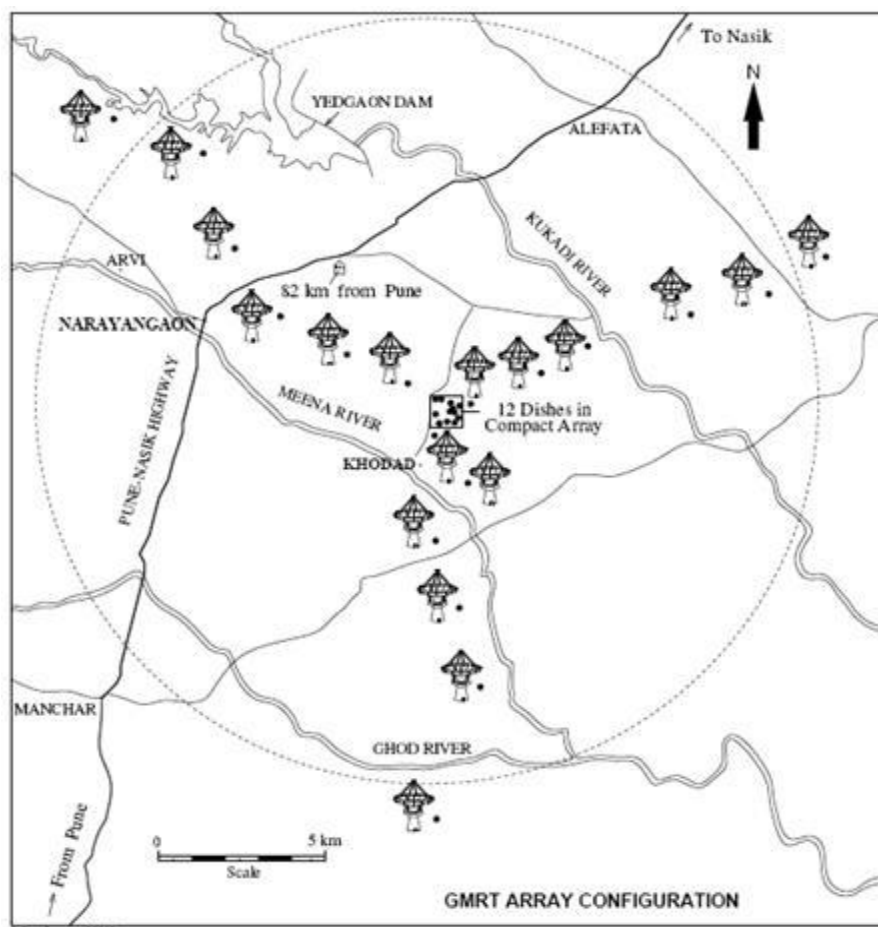 To Nasik
N
YEDGAON DAM
ALEFATA
KUKADI RIVER
ARVI
82 km from Pune
NARAYANGAON
PUNE-NASIK HIGHWAY
MEENA RIVER
12 Dishes in
Compact Array
KHODAD
MANCHAR
GHOD RIVER
From Pune
0
5 km
Scale
GMRT ARRAY CONFIGURATION